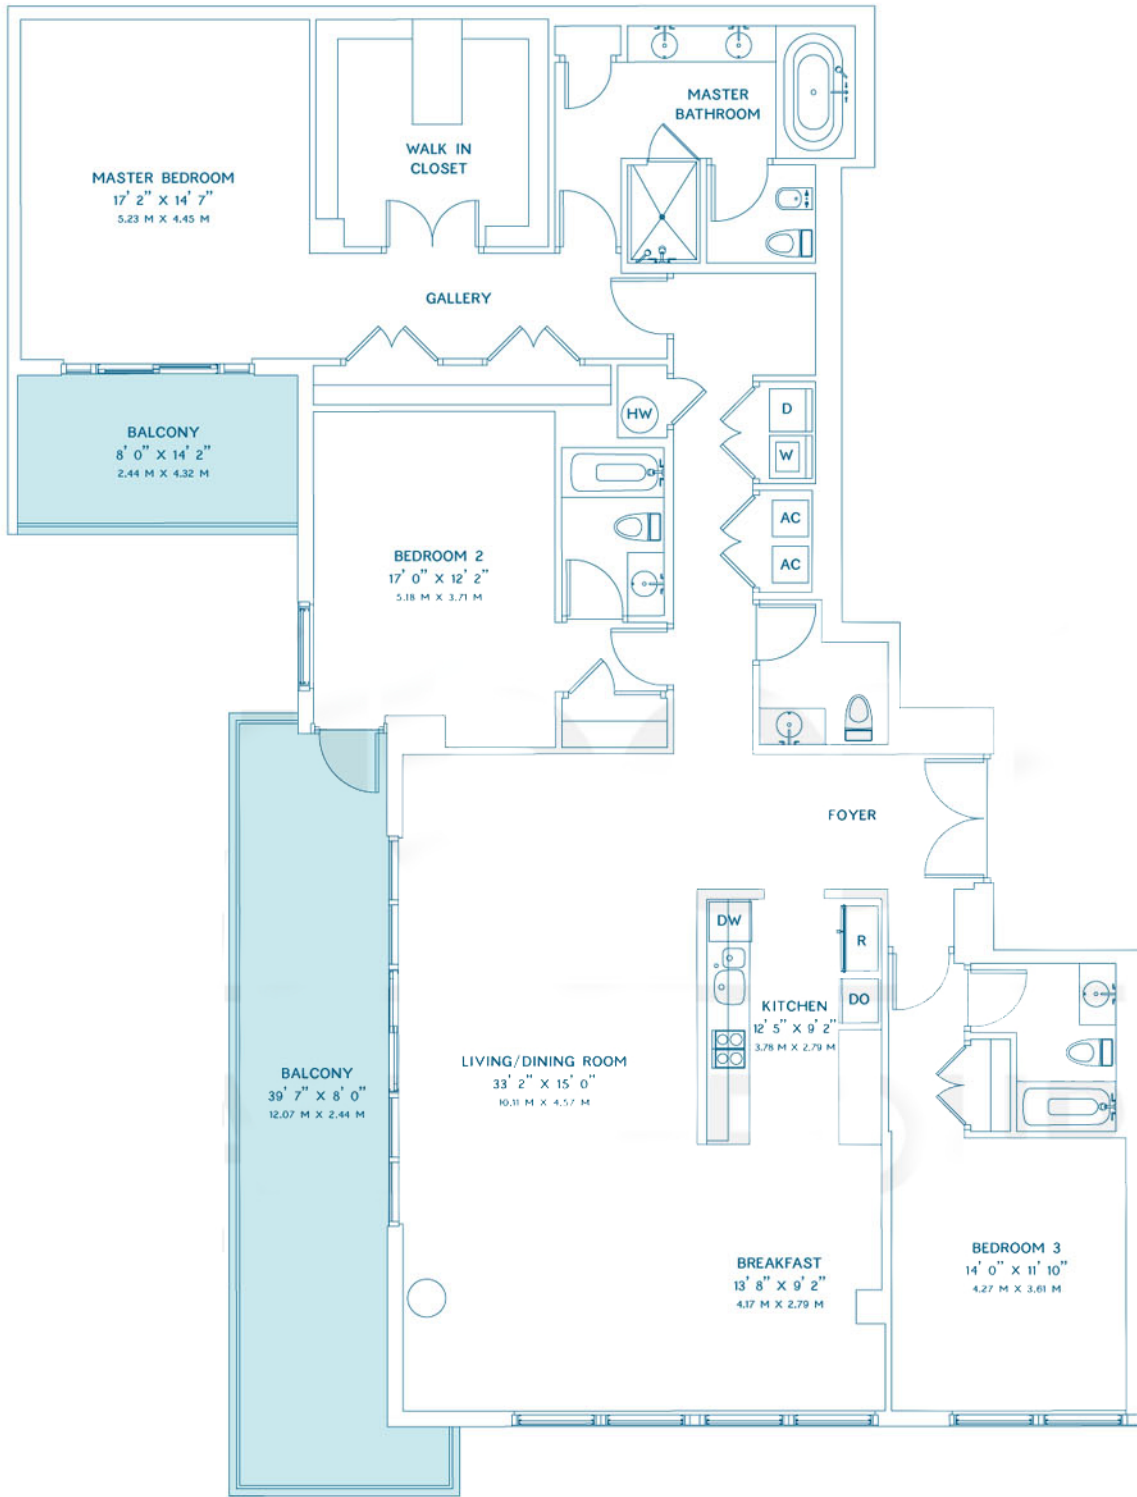 MASTER BEDROOM
17' 2" X 14' 7"
5.23 M X 4.45 M
WALK IN
CLOSET
MASTER
BATHROOM
GALLERY
BALCONY
8' 0" X 14' 2"
2.44 M X 4.32 M
HW
D
W
AC
AC
BEDROOM 2
17' 0" X 12' 2"
5.18 M X 3.71 M
FOYER
DW
R
DO
KITCHEN
12' 5" X 9' 2"
3.78 M X 2.79 M
LIVING/DINING ROOM
33' 2" X 15' 0"
10.11 M X 4.57 M
BALCONY
39' 7" X 8' 0"
12.07 M X 2.44 M
BREAKFAST
13' 8" X 9' 2"
4.17 M X 2.79 M
BEDROOM 3
14' 0" X 11' 10"
4.27 M X 3.61 M